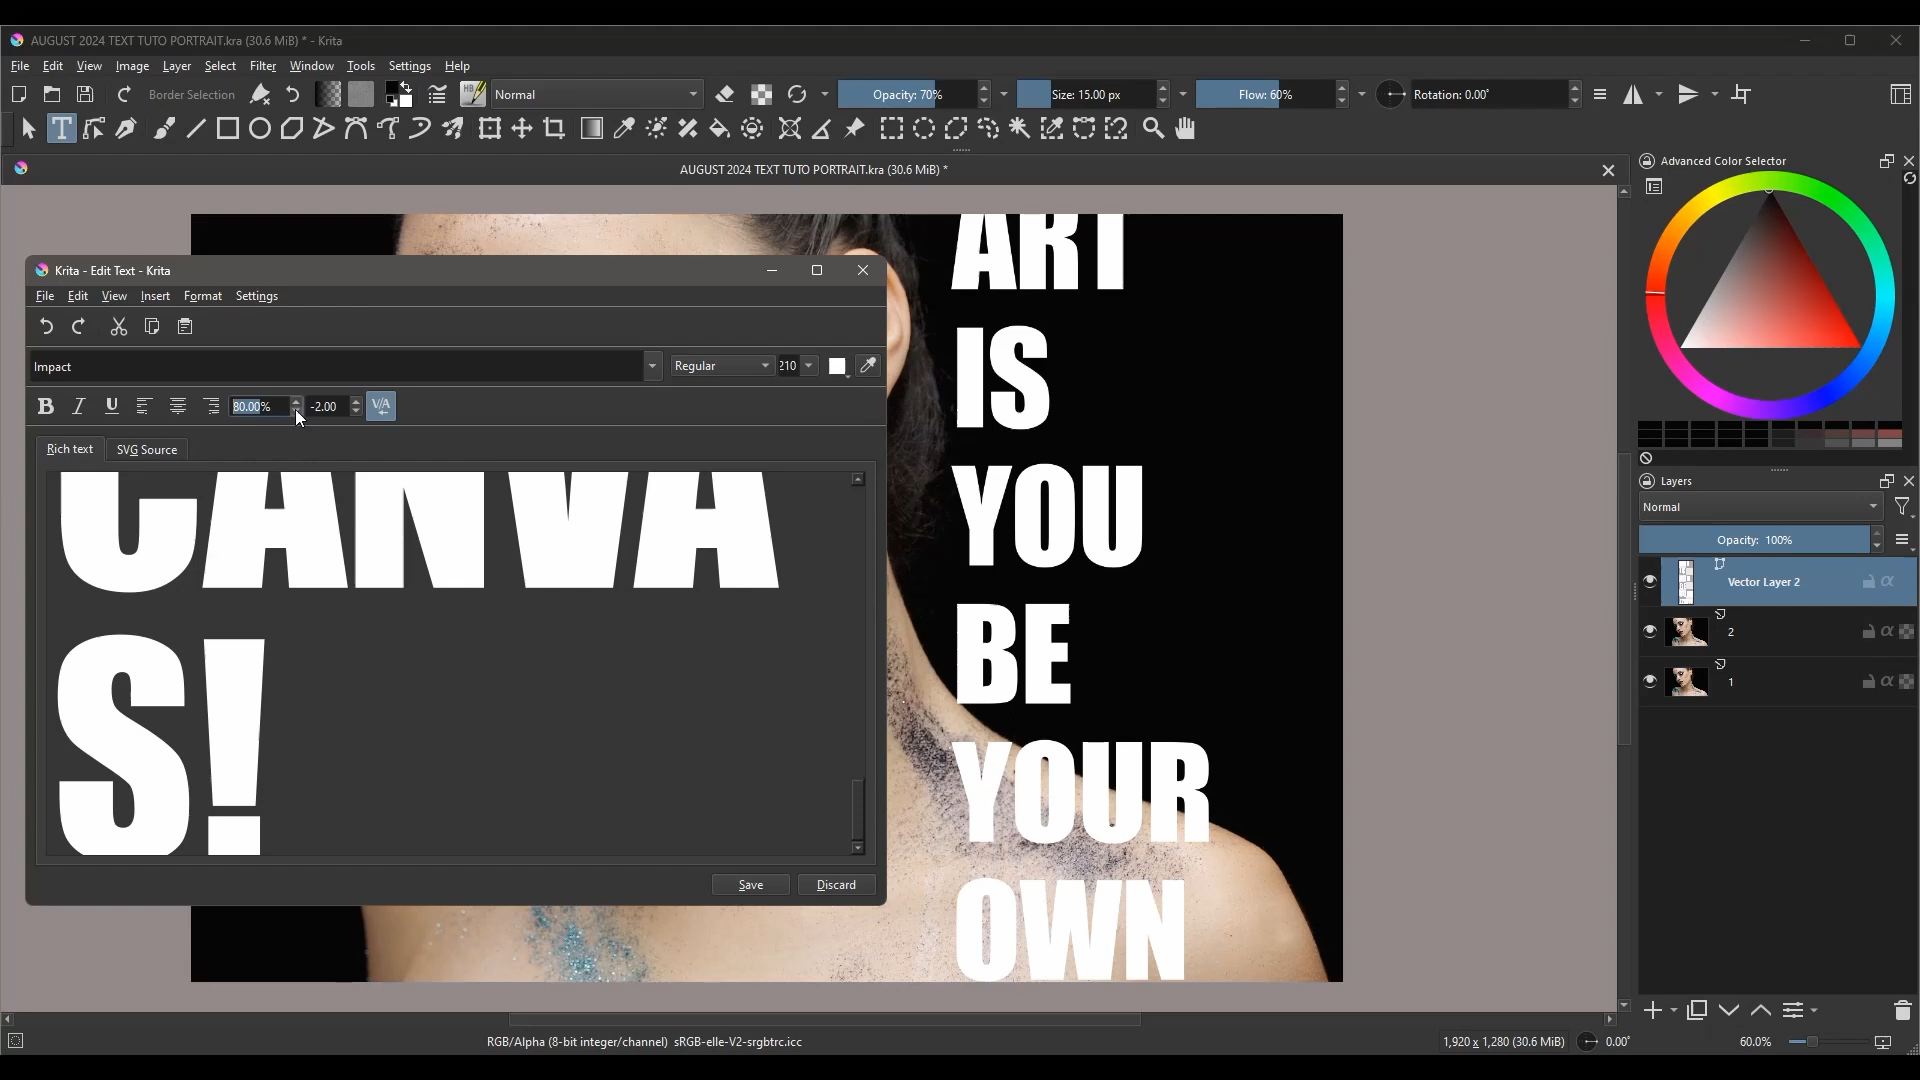 AUGUST 2024 TEXT TUTO PORTRAIT.kra (30.6 MiB) * - Krita
File Edit View Image Layer Select Filter Window Tools Settings Help
Border Selection Normal Opacity: 70% Size: 15.00 px Flow: 60% Rotation: 0.00°
AUGUST 2024 TEXT TUTO PORTRAIT.kra (30.6 MiB) *
Advanced Color Selector
ART
IS
YOU
BE
YOUR
OWN
Krita - Edit Text - Krita
File Edit View Insert Format Settings
Impact Regular 210
B I U 80.00% -2.00 V/A
Rich text SVG Source
CANVA
S!
Save Discard
Layers
Normal
Opacity: 100%
Vector Layer 2
2
1
RGB/Alpha (8-bit integer/channel) sRGB-elle-V2-srgbtrc.icc 1,920 x 1,280 (30.6 MiB) 0.00° 60.0%